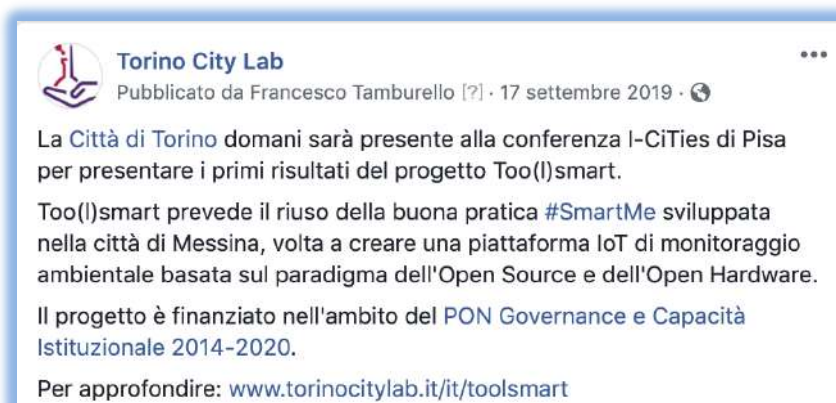 Torino City Lab
Pubblicato da Francesco Tamburello [?] · 17 settembre 2019 ·
La Città di Torino domani sarà presente alla conferenza I-CiTies di Pisa
per presentare i primi risultati del progetto Too(l)smart.
Too(l)smart prevede il riuso della buona pratica #SmartMe sviluppata
nella città di Messina, volta a creare una piattaforma IoT di monitoraggio
ambientale basata sul paradigma dell'Open Source e dell'Open Hardware.
Il progetto è finanziato nell'ambito del PON Governance e Capacità
Istituzionale 2014-2020.
Per approfondire: www.torinocitylab.it/it/toolsmart